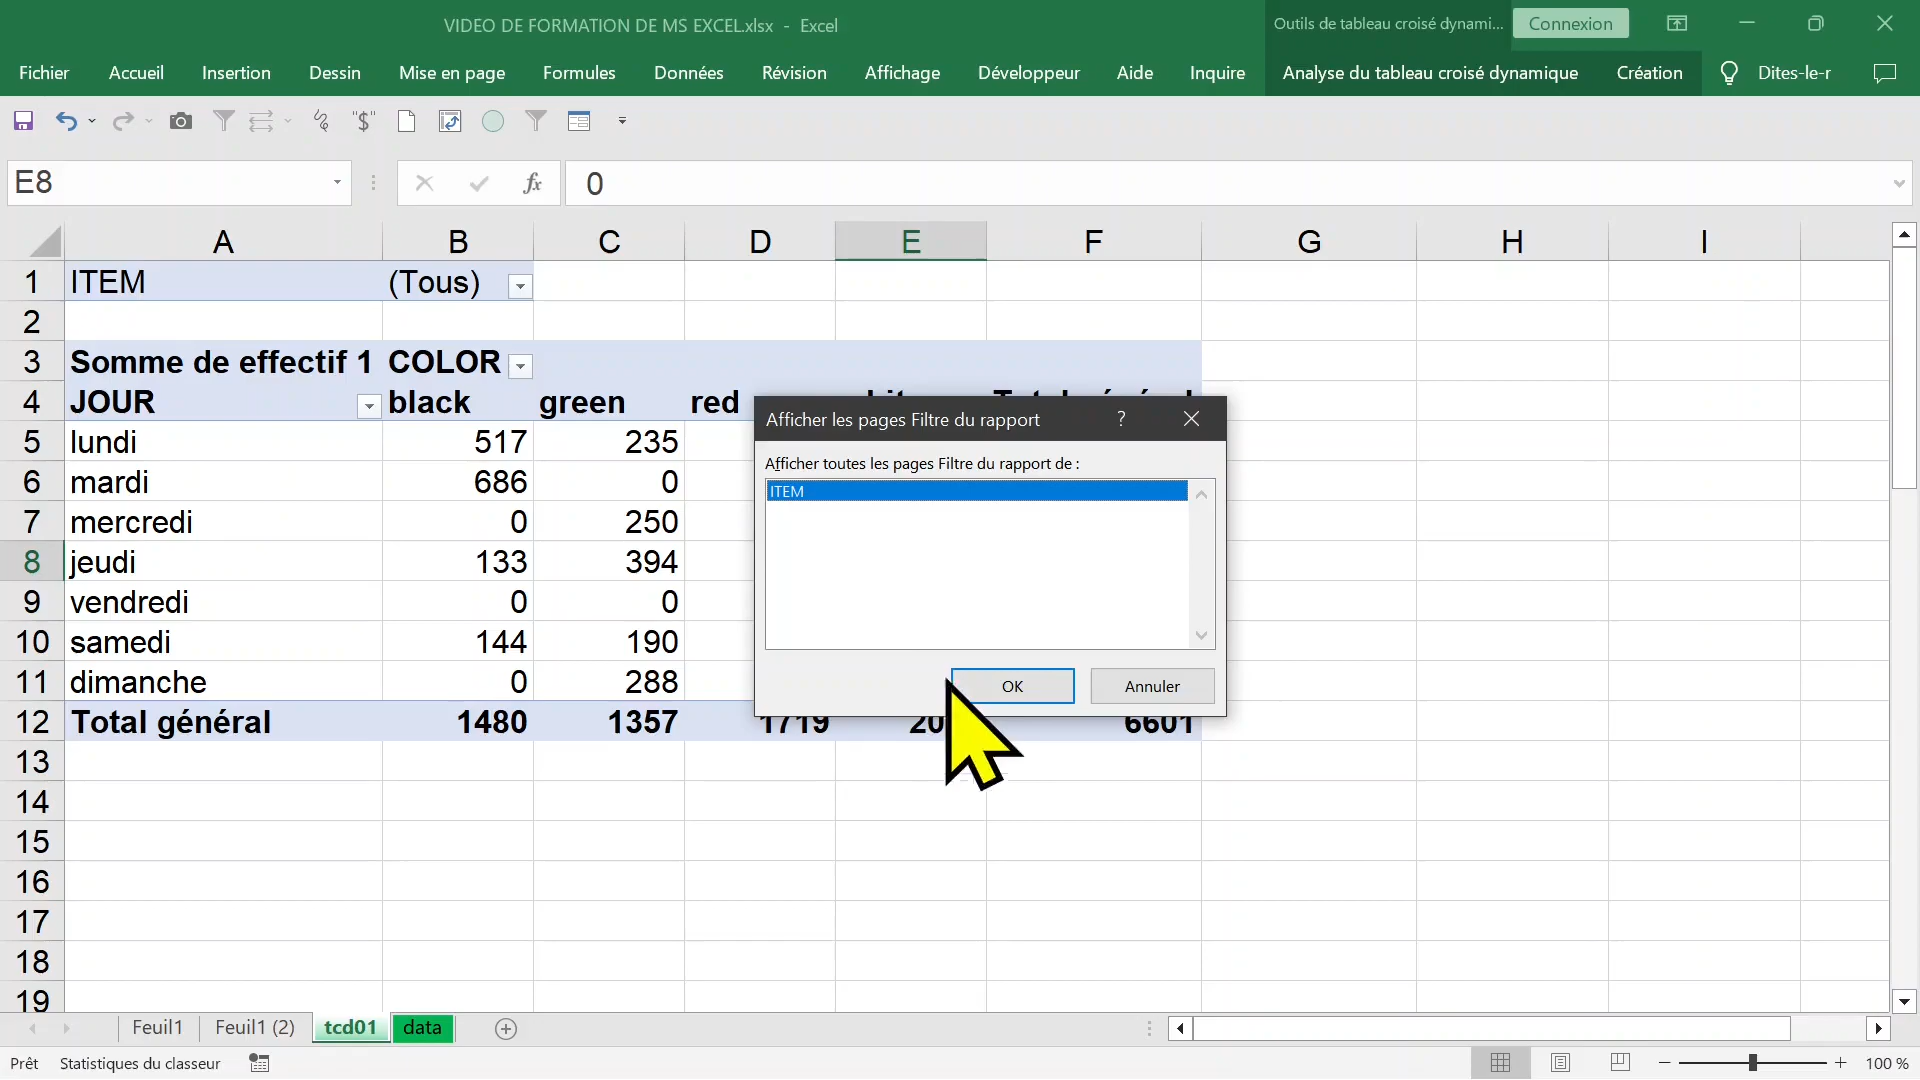 VIDEO DE FORMATION DE MS EXCEL.xlsx - Excel
Outils de tableau croisé dynami...
Connexion
Fichier Accueil Insertion Dessin Mise en page Formules Données Révision Affichage Développeur Aide Inquire Analyse du tableau croisé dynamique Création Dites-le-r
"$"
E8 fx 0
A B C D E F G H I
1 ITEM (Tous)
2
3 Somme de effectif 1 COLOR
4 JOUR black green red
5 lundi 517 235
6 mardi 686 0
7 mercredi 0 250
8 jeudi 133 394
9 vendredi 0 0
10 samedi 144 190
11 dimanche 0 288
12 Total général 1480 1357 1719 6601
13
14
15
16
17
18
19
Afficher les pages Filtre du rapport ?
Afficher toutes les pages Filtre du rapport de :
ITEM
OK Annuler
Feuil1 Feuil1 (2) tcd01 data
Prêt Statistiques du classeur 100 %